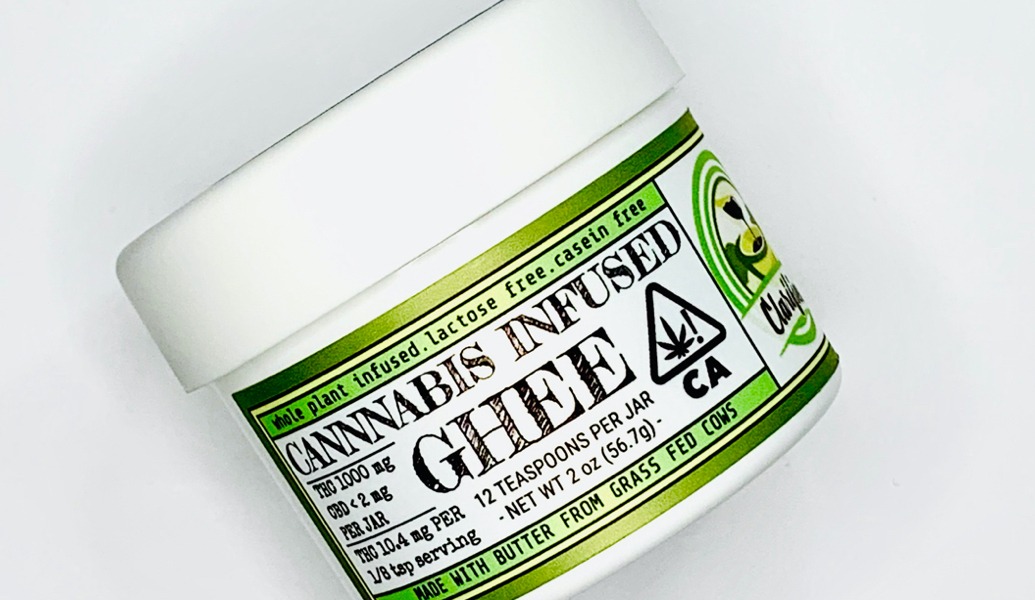 whole plant infused.lactose free.casein free
CANNNABIS INFUSED
GHEE
THC 1000 mg
CBD < 2 mg
PER JAR
THC 10.4 mg PER
1/8 tsp serving
12 TEASPOONS PER JAR
- NET WT 2 oz (56.7g) -
CA
MADE WITH BUTTER FROM GRASS FED COWS